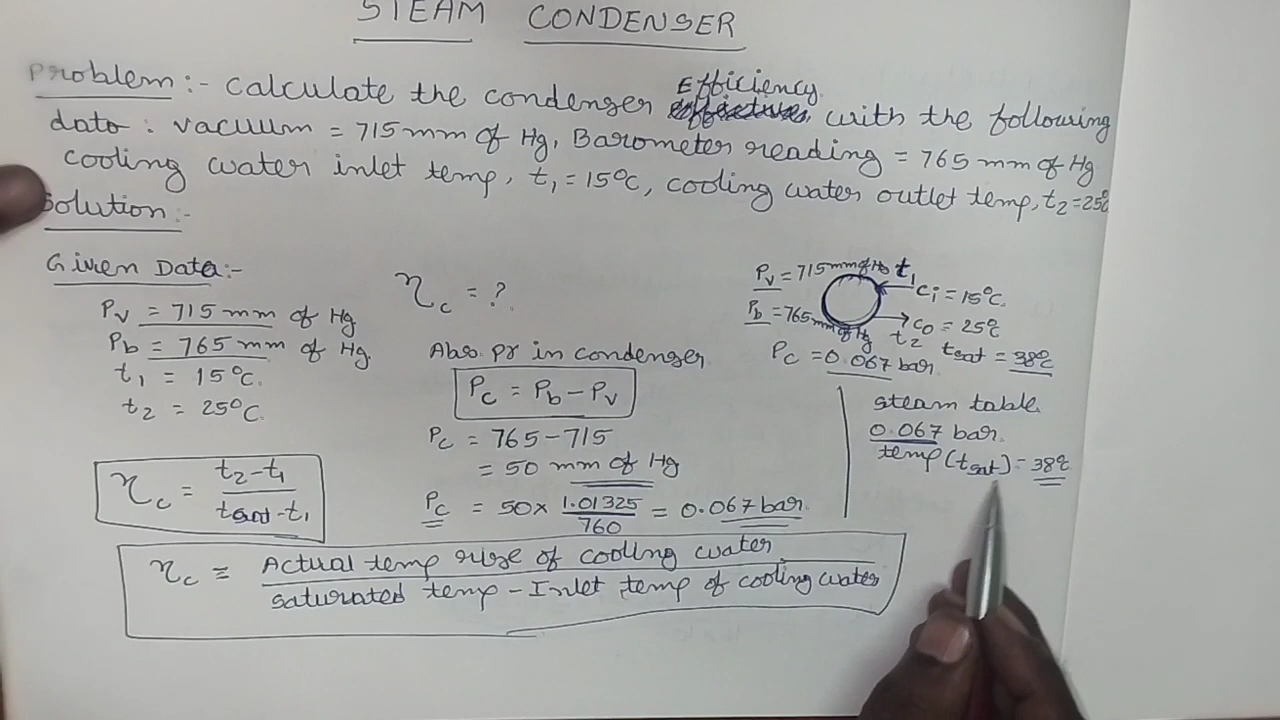 STEAM CONDENSER
Problem :- Calculate the condenser Efficiency with the following
data : vacuum = 715 mm of Hg, Barometer reading = 765 mm of Hg
cooling water inlet temp, t₁ = 15°C, cooling water outlet temp, t₂ = 25°C
Solution :-
Given Data :-
Pv = 715 mm of Hg
Pb = 765 mm of Hg.
t₁ = 15°C.
t₂ = 25°C.
ηc = (t₂ - t₁) / (tsat - t₁)
ηc = ?
Abs. pr in condenser
Pc = Pb - Pv
Pc = 765 - 715
= 50 mm of Hg
Pc = 50 × 1.01325 / 760 = 0.067 bar.
Pv = 715 mm of Hg t₁
Ci = 15°C.
Pb = 765 mm of Hg
Co = 25°C
t₂
Pc = 0.067 bar. tsat = 38°C
Steam table.
0.067 bar.
temp (tsat) = 38°C
ηc = Actual temp rise of cooling water
saturated temp - Inlet temp of cooling water